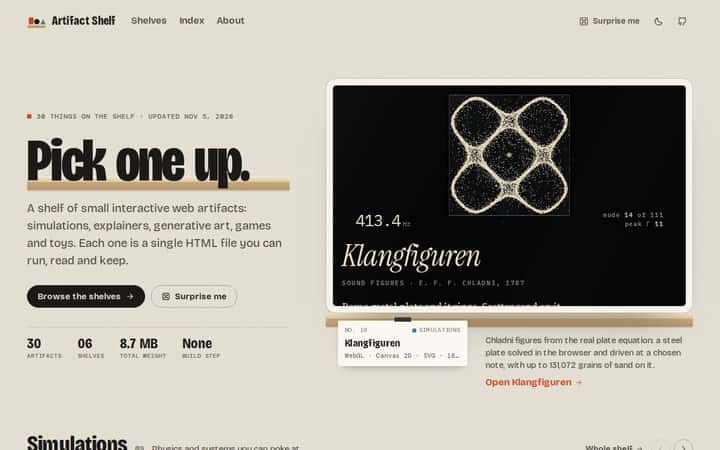 Artifact Shelf
Shelves
Index
About
Surprise me
30 THINGS ON THE SHELF · UPDATED NOV 5, 2026
Pick one up.
A shelf of small interactive web artifacts:
simulations, explainers, generative art, games
and toys. Each one is a single HTML file you can
run, read and keep.
Browse the shelves →
Surprise me
30
ARTIFACTS
06
SHELVES
8.7 MB
TOTAL WEIGHT
None
BUILD STEP
413.4 Hz
mode 14 of 111
peak Γ 11
Klangfiguren
SOUND FIGURES · E. F. F. CHLADNI, 1787
NO. 10
SIMULATIONS
Klangfiguren
WebGL · Canvas 2D · SVG · 18…
Chladni figures from the real plate equation: a steel
plate solved in the browser and driven at a chosen
note, with up to 131,072 grains of sand on it.
Open Klangfiguren →
Simulations
Physics and systems you can poke at
Whole shelf →